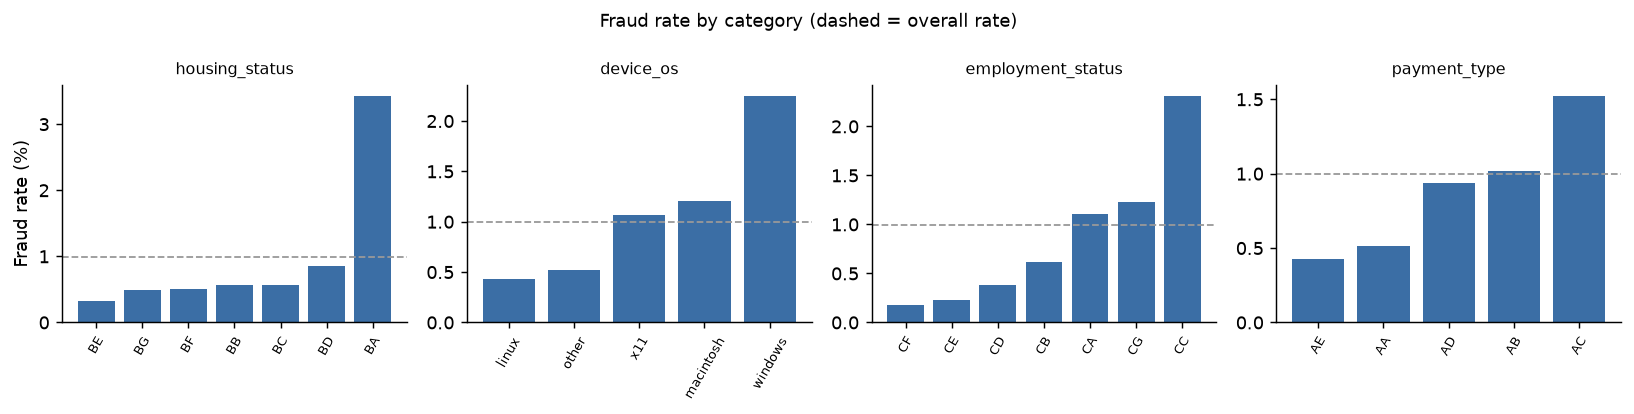 Fraud rate by category (dashed = overall rate)
housing_status
Fraud rate (%)
3
2
1
0
BE BG BF BB BC BD BA
device_os
2.0
1.5
1.0
0.5
0.0
linux other x11 macintosh windows
employment_status
2.0
1.5
1.0
0.5
0.0
CF CE CD CB CA CG CC
payment_type
1.5
1.0
0.5
0.0
AE AA AD AB AC